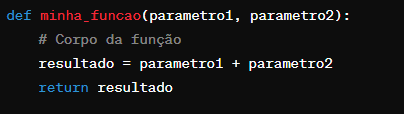 def minha_funcao(parametro1, parametro2):
    # Corpo da função
    resultado = parametro1 + parametro2
    return resultado